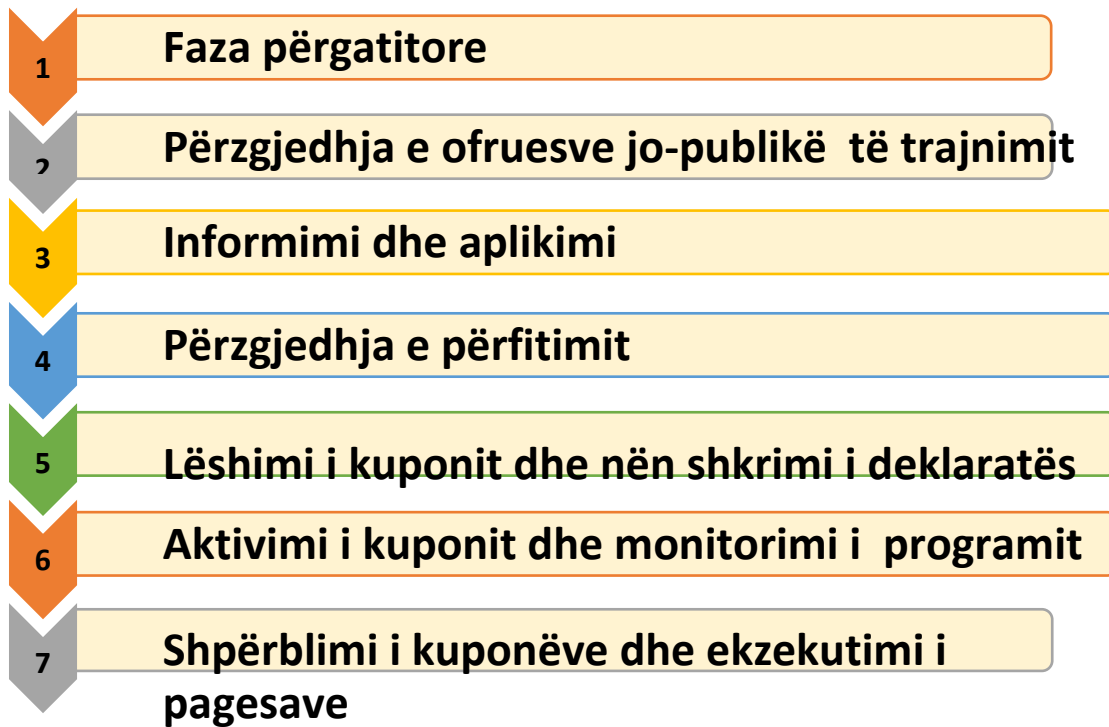 1 Faza përgatitore
2 Përzgjedhja e ofruesve jo-publikë të trajnimit
3 Informimi dhe aplikimi
4 Përzgjedhja e përfitimit
5 Lëshimi i kuponit dhe nën shkrimi i deklaratës
6 Aktivimi i kuponit dhe monitorimi i programit
7 Shpërblimi i kuponëve dhe ekzekutimi i
pagesave